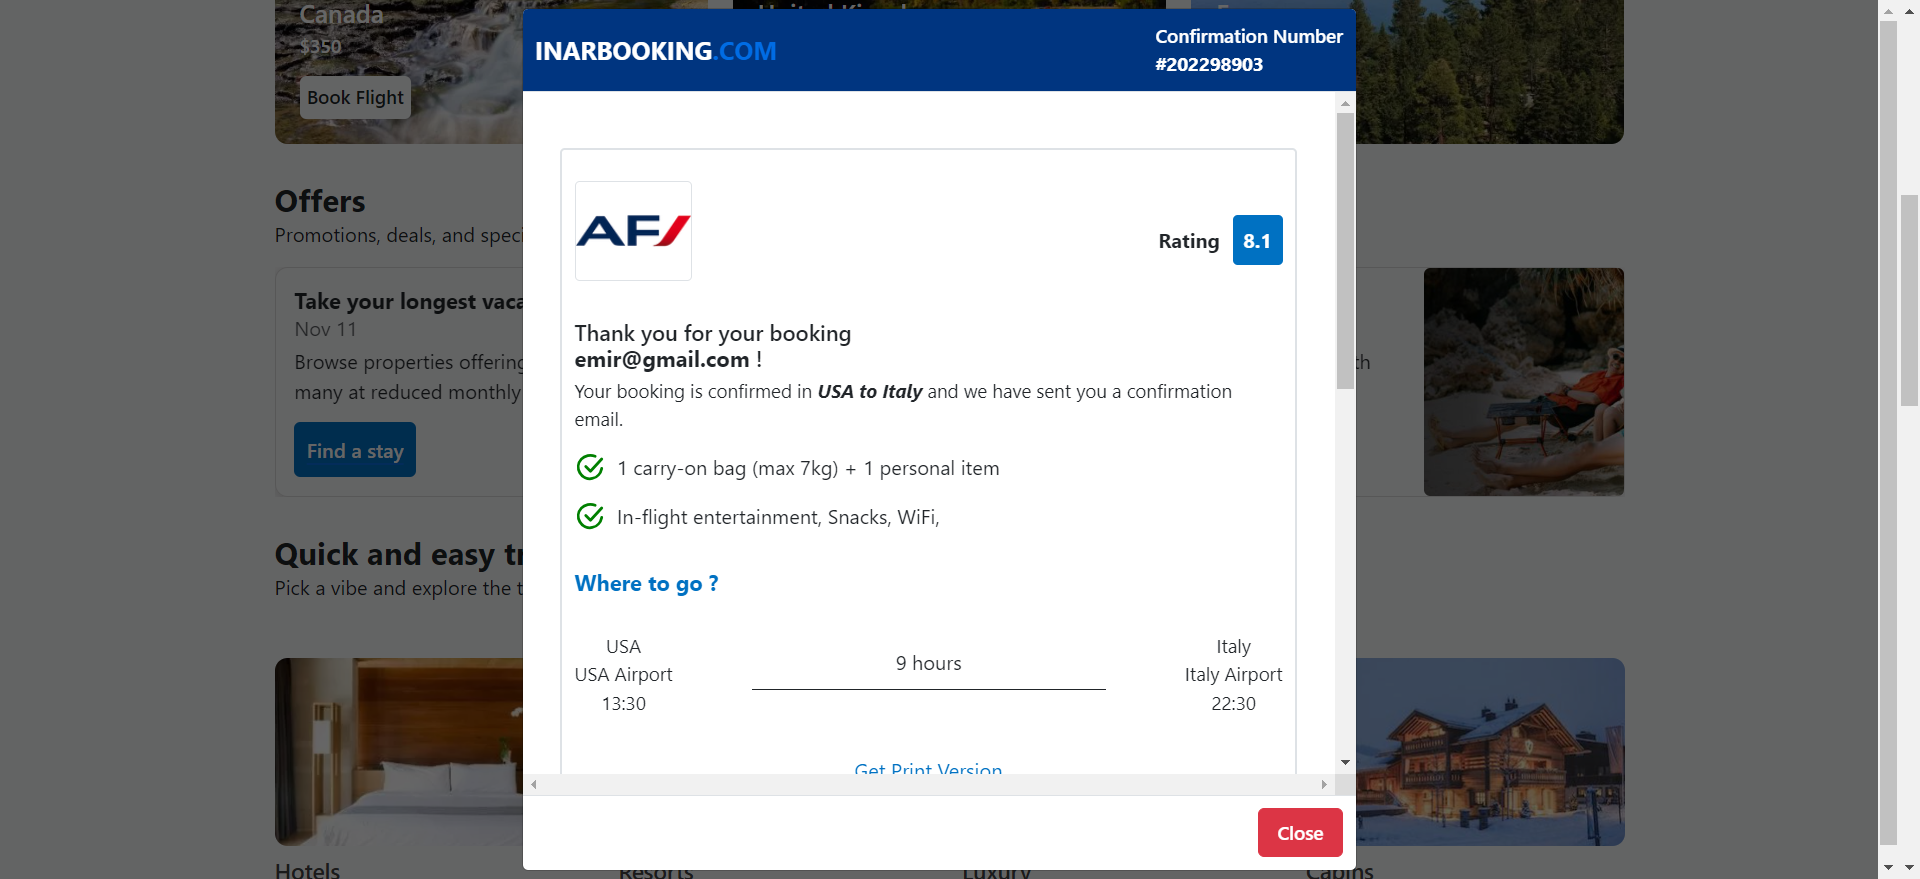 Canada
$350
Book Flight
INARBOOKING.COM
Confirmation Number
#202298903
AF
Rating 8.1
Offers
Promotions, deals, and speci
Take your longest vaca
Nov 11
Browse properties offering
many at reduced monthly
th
Find a stay
Thank you for your booking
emir@gmail.com !
Your booking is confirmed in USA to Italy and we have sent you a confirmation
email.
1 carry-on bag (max 7kg) + 1 personal item
In-flight entertainment, Snacks, WiFi,
Quick and easy tr
Pick a vibe and explore the t
Where to go ?
USA
USA Airport
13:30
9 hours
Italy
Italy Airport
22:30
Get Print Version
Close
Hotels
Resorts
Luxury
Cabins